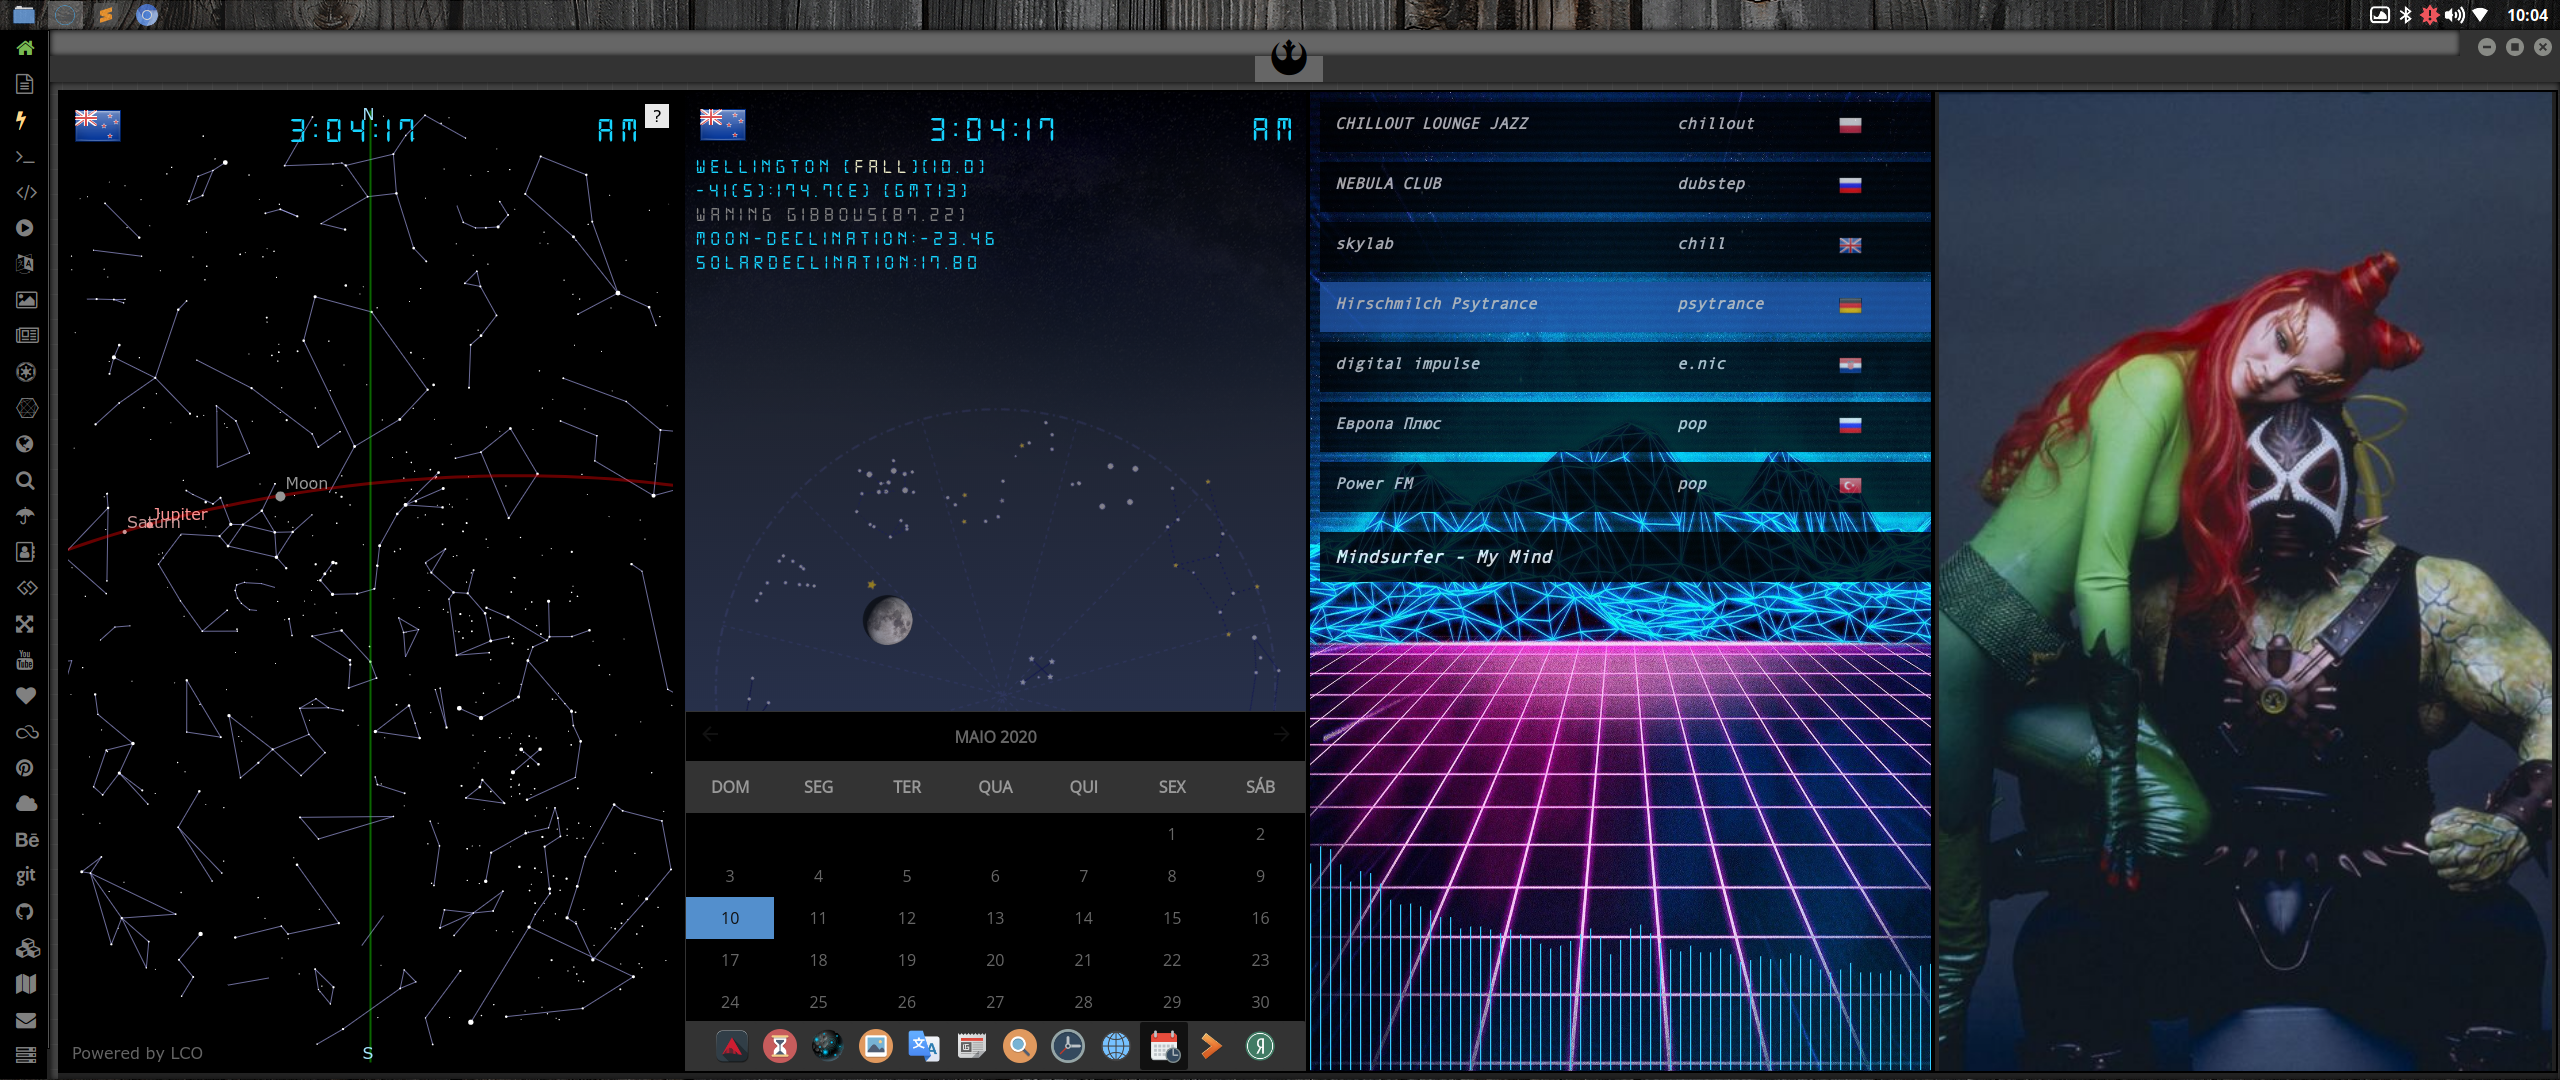 10:04
You
Tube
Bē
git
N
3:04:17 AM
?
Moon
Jupiter
Saturn
S
Powered by LCO
3:04:17 AM
WELLINGTON [FALL][10.0]
-41(S):174.7(E) [GMT13]
WANING GIBBOUS[87.22]
MOON-DECLINATION:-23.46
SOLARDECLINATION:17.80
MAIO 2020
DOM SEG TER QUA QUI SEX SÁB
1 2
3 4 5 6 7 8 9
10 11 12 13 14 15 16
17 18 19 20 21 22 23
24 25 26 27 28 29 30
CHILLOUT LOUNGE JAZZ chillout
NEBULA CLUB dubstep
skylab chill
Hirschmilch Psytrance psytrance
digital impulse e.nic
Европа Плюс pop
Power FM pop
Mindsurfer - My Mind